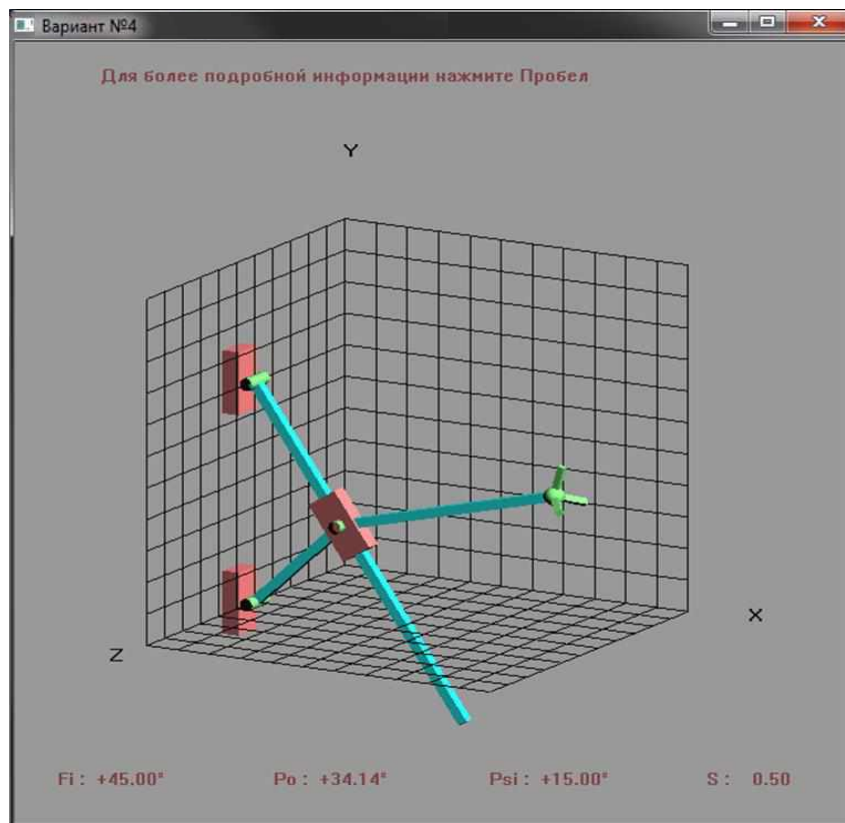 Вариант №4
Для более подробной информации нажмите Пробел
Y
X
Z
Fi : +45.00° Po : +34.14° Psi : +15.00° S : 0.50